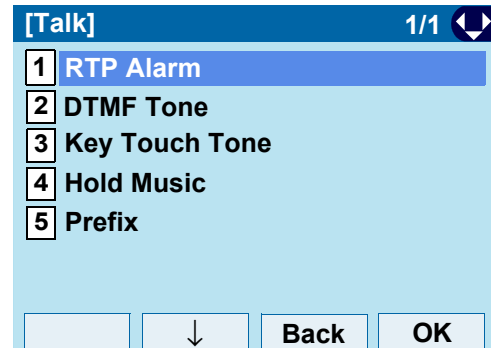 [Talk] 1/1
1 RTP Alarm
2 DTMF Tone
3 Key Touch Tone
4 Hold Music
5 Prefix
↓ Back OK